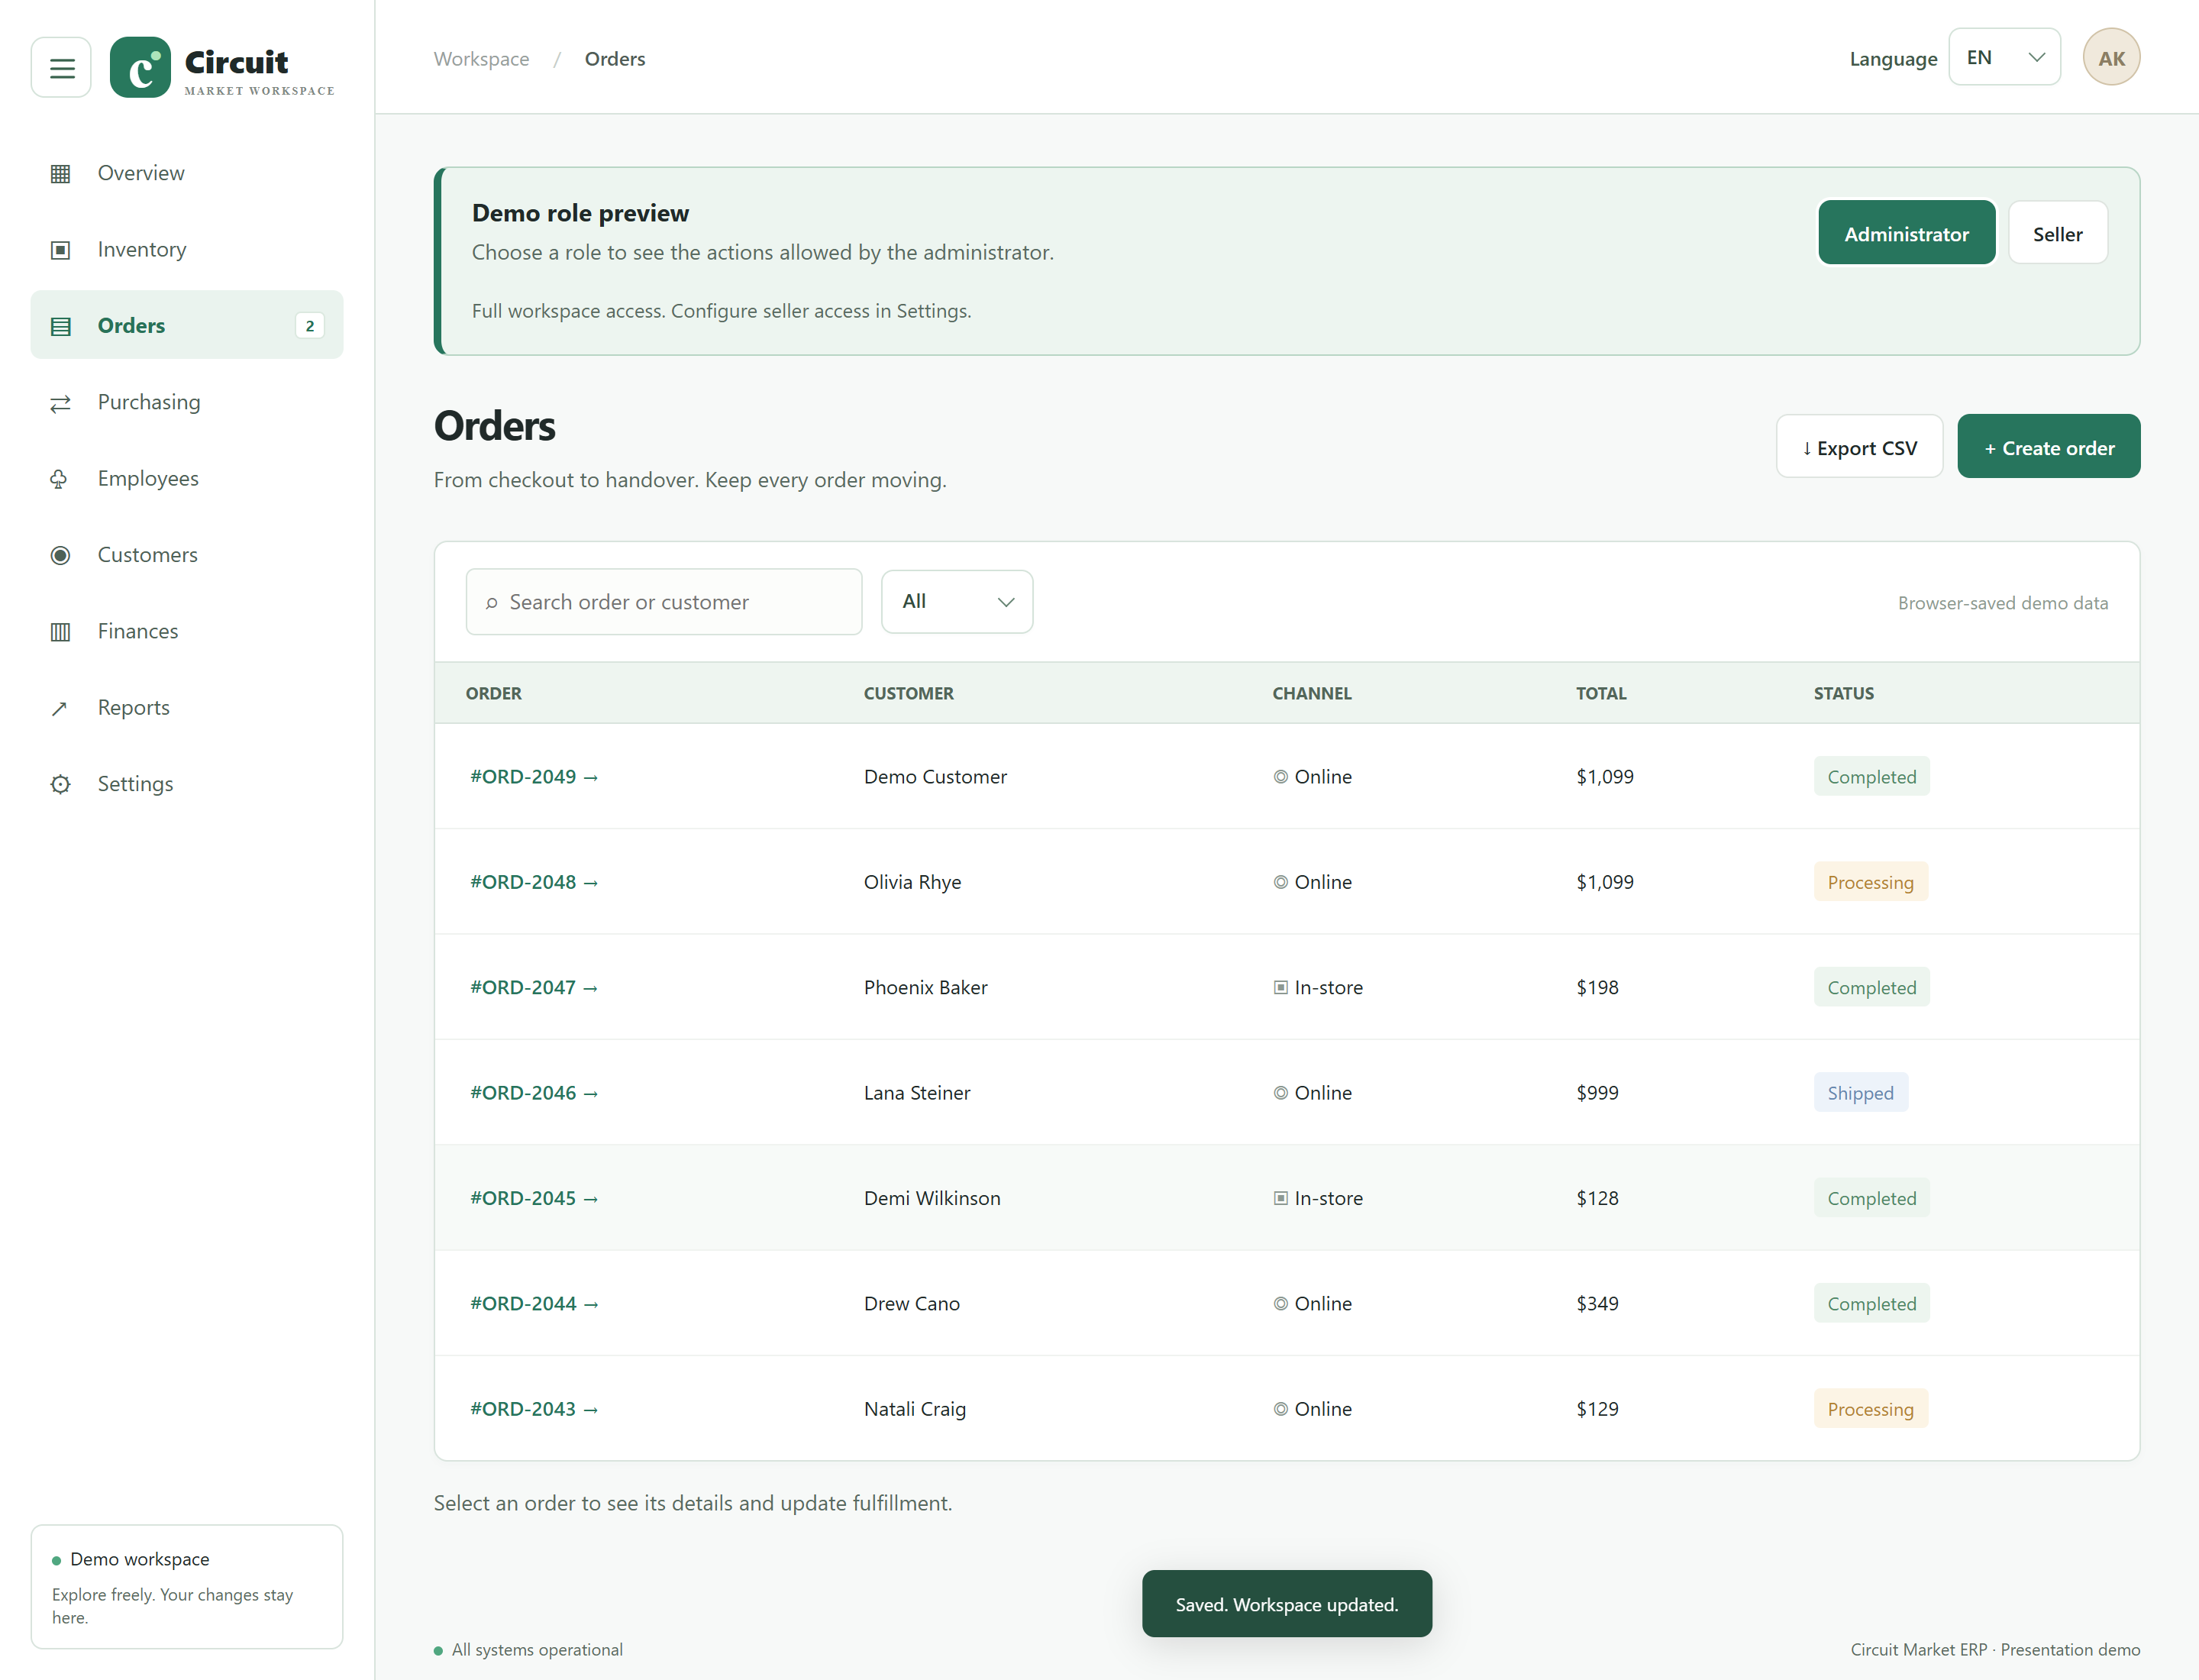 Circuit
MARKET WORKSPACE
Overview
Inventory
Orders 2
Purchasing
Employees
Customers
Finances
Reports
Settings
Demo workspace
Explore freely. Your changes stay
here.
Workspace / Orders
Language EN AK
Demo role preview
Choose a role to see the actions allowed by the administrator.
Full workspace access. Configure seller access in Settings.
Administrator Seller
Orders
From checkout to handover. Keep every order moving.
↓ Export CSV + Create order
Search order or customer All Browser-saved demo data
ORDER CUSTOMER CHANNEL TOTAL STATUS
#ORD-2049 → Demo Customer Online $1,099 Completed
#ORD-2048 → Olivia Rhye Online $1,099 Processing
#ORD-2047 → Phoenix Baker In-store $198 Completed
#ORD-2046 → Lana Steiner Online $999 Shipped
#ORD-2045 → Demi Wilkinson In-store $128 Completed
#ORD-2044 → Drew Cano Online $349 Completed
#ORD-2043 → Natali Craig Online $129 Processing
Select an order to see its details and update fulfillment.
Saved. Workspace updated.
All systems operational
Circuit Market ERP · Presentation demo